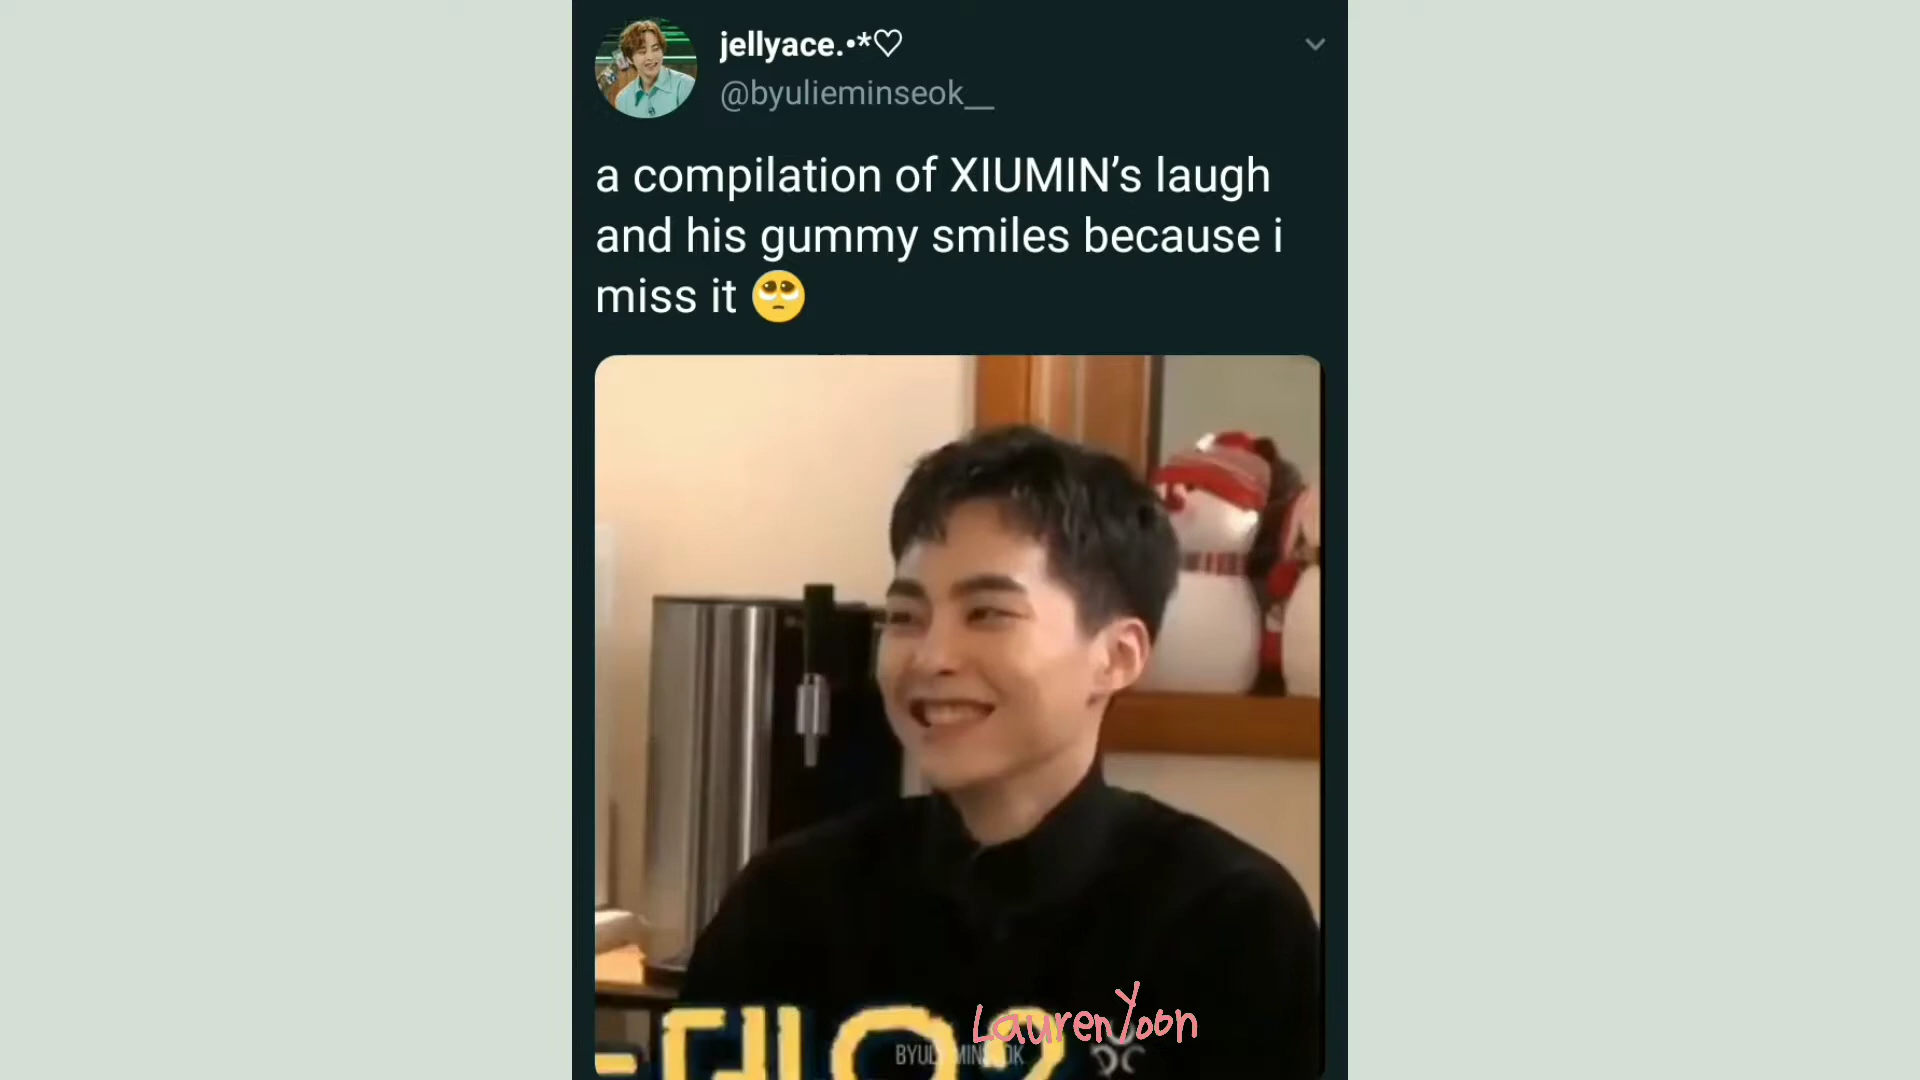 jellyace.•*♡
@byulieminseok__
a compilation of XIUMIN’s laugh
and his gummy smiles because i
miss it 🥺
LaurenYoon